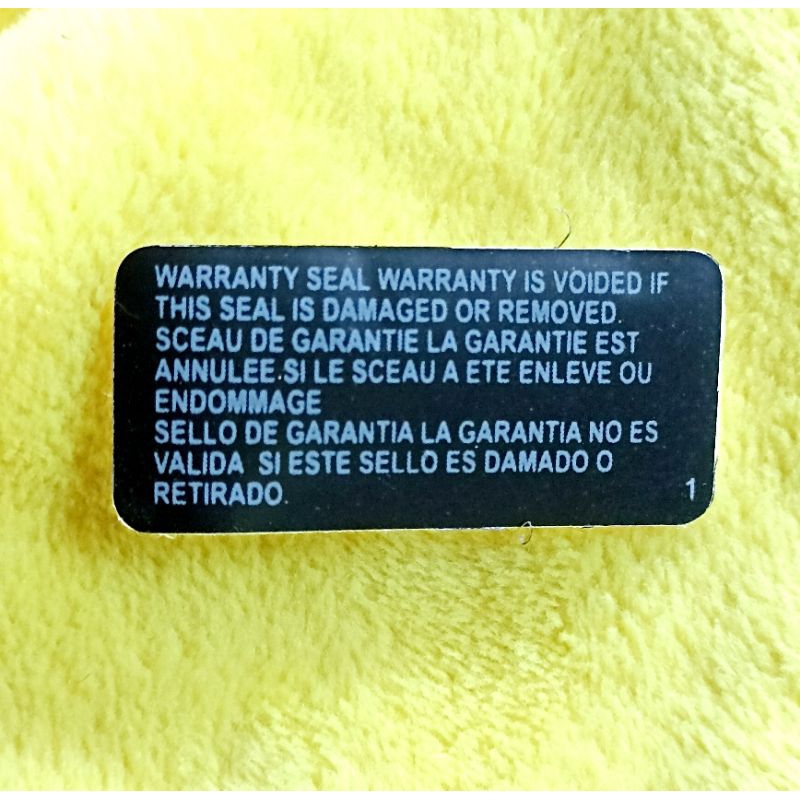 WARRANTY SEAL WARRANTY IS VOIDED IF
THIS SEAL IS DAMAGED OR REMOVED.
SCEAU DE GARANTIE LA GARANTIE EST
ANNULEE.SI LE SCEAU A ETE ENLEVE OU
ENDOMMAGE
SELLO DE GARANTIA LA GARANTIA NO ES
VALIDA SI ESTE SELLO ES DAMADO O
RETIRADO.
1